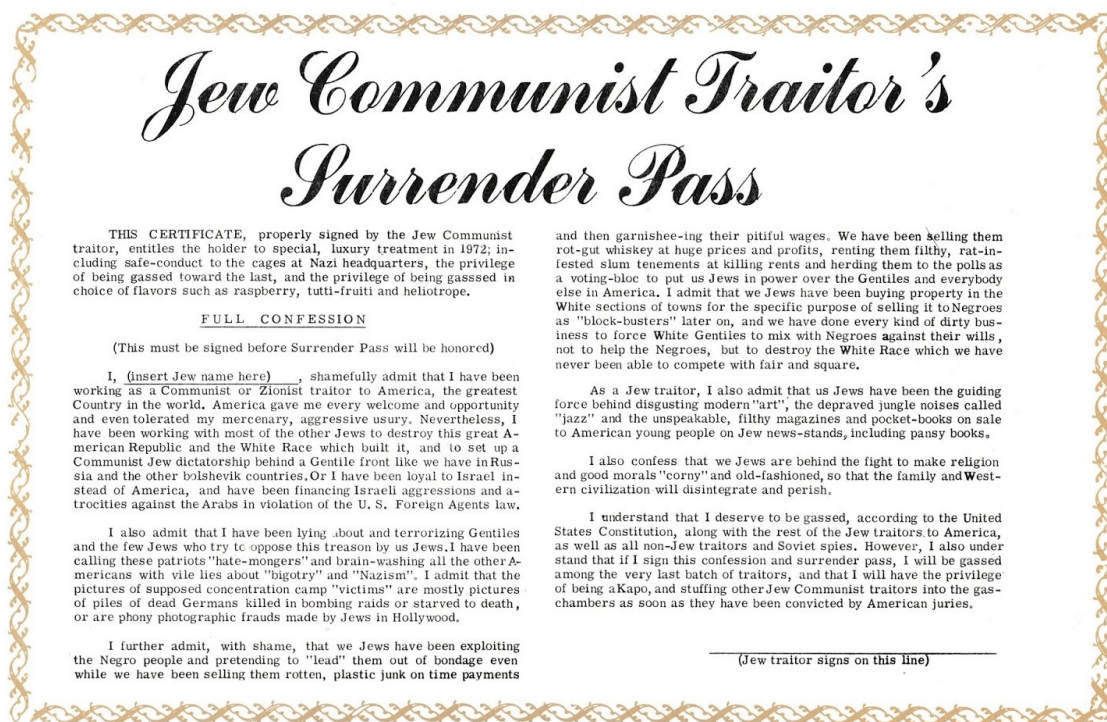 Jew Communist Traitor's
Surrender Pass
THIS CERTIFICATE, properly signed by the Jew Communist
traitor, entitles the holder to special, luxury treatment in 1972; in-
cluding safe-conduct to the cages at Nazi headquarters, the privilege
of being gassed toward the last, and the privilege of being gasssed in
choice of flavors such as raspberry, tutti-fruiti and heliotrope.
FULL CONFESSION
(This must be signed before Surrender Pass will be honored)
I, (insert Jew name here) , shamefully admit that I have been
working as a Communist or Zionist traitor to America, the greatest
Country in the world. America gave me every welcome and opportunity
and even tolerated my mercenary, aggressive usury. Nevertheless, I
have been working with most of the other Jews to destroy this great A-
merican Republic and the White Race which built it, and to set up a
Communist Jew dictatorship behind a Gentile front like we have in Rus-
sia and the other bolshevik countries. Or I have been loyal to Israel in-
stead of America, and have been financing Israeli aggressions and a-
trocities against the Arabs in violation of the U. S. Foreign Agents law.
I also admit that I have been lying about and terrorizing Gentiles
and the few Jews who try to oppose this treason by us Jews. I have been
calling these patriots "hate-mongers" and brain-washing all the other A-
mericans with vile lies about "bigotry" and "Nazism". I admit that the
pictures of supposed concentration camp "victims" are mostly pictures
of piles of dead Germans killed in bombing raids or starved to death,
or are phony photographic frauds made by Jews in Hollywood.
I further admit, with shame, that we Jews have been exploiting
the Negro people and pretending to "lead" them out of bondage even
while we have been selling them rotten, plastic junk on time payments
and then garnishee-ing their pitiful wages. We have been selling them
rot-gut whiskey at huge prices and profits, renting them filthy, rat-in-
fested slum tenements at killing rents and herding them to the polls as
a voting-bloc to put us Jews in power over the Gentiles and everybody
else in America. I admit that we Jews have been buying property in the
White sections of towns for the specific purpose of selling it to Negroes
as "block-busters" later on, and we have done every kind of dirty bus-
iness to force White Gentiles to mix with Negroes against their wills,
not to help the Negroes, but to destroy the White Race which we have
never been able to compete with fair and square.
As a Jew traitor, I also admit that us Jews have been the guiding
force behind disgusting modern "art", the depraved jungle noises called
"jazz" and the unspeakable, filthy magazines and pocket-books on sale
to American young people on Jew news-stands, including pansy books.
I also confess that we Jews are behind the fight to make religion
and good morals "corny" and old-fashioned, so that the family and West-
ern civilization will disintegrate and perish.
I understand that I deserve to be gassed, according to the United
States Constitution, along with the rest of the Jew traitors to America,
as well as all non-Jew traitors and Soviet spies. However, I also under
stand that if I sign this confession and surrender pass, I will be gassed
among the very last batch of traitors, and that I will have the privilege
of being a Kapo, and stuffing other Jew Communist traitors into the gas-
chambers as soon as they have been convicted by American juries.
(Jew traitor signs on this line)